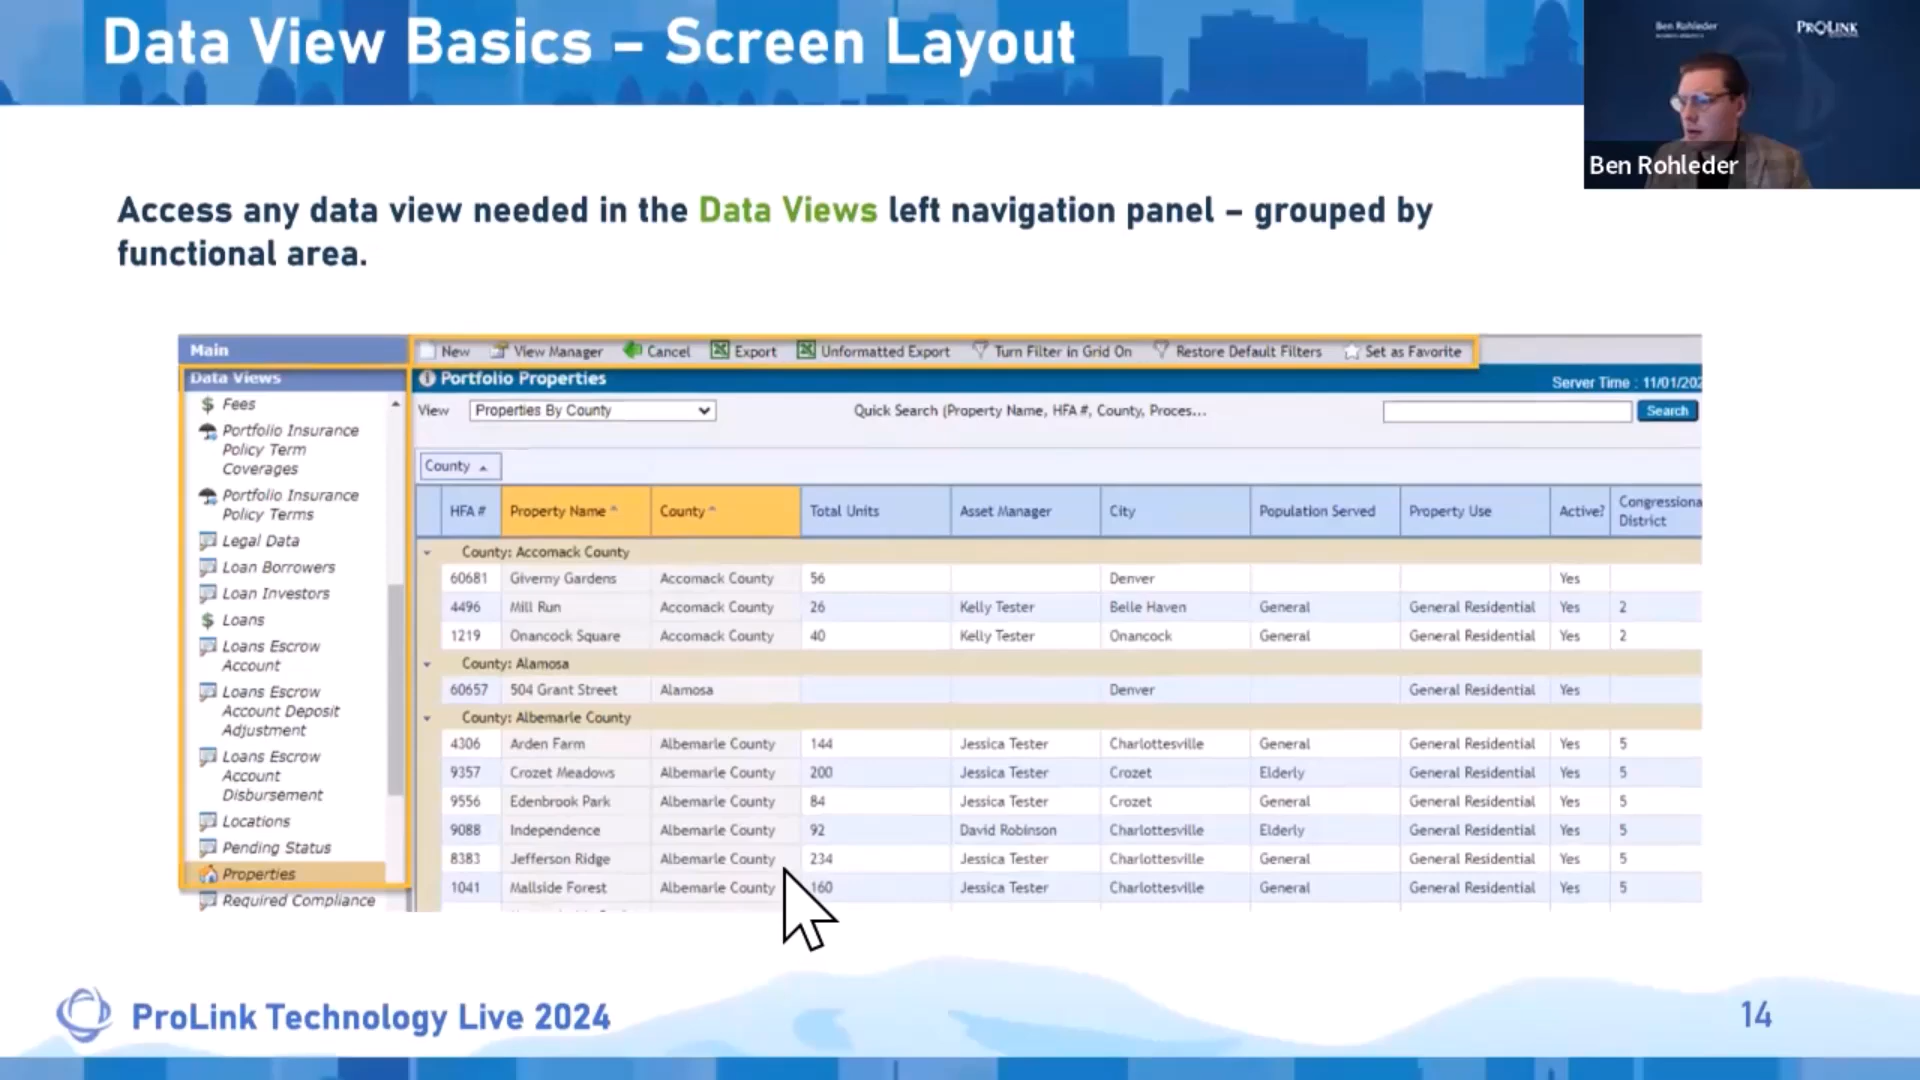 Data View Basics – Screen Layout
Ben Rohleder
PROLINK
Ben Rohleder
Access any data view needed in the Data Views left navigation panel – grouped by
functional area.
Main
New View Manager Cancel Export Unformatted Export Turn Filter in Grid On Restore Default Filters Set as Favorite
Data Views
Portfolio Properties
Server Time : 11/01/202
View Properties By County Quick Search (Property Name, HFA #, County, Proces... Search
Fees
Portfolio Insurance
Policy Term
Coverages
Portfolio Insurance
Policy Terms
Legal Data
Loan Borrowers
Loan Investors
Loans
Loans Escrow
Account
Loans Escrow
Account Deposit
Adjustment
Loans Escrow
Account
Disbursement
Locations
Pending Status
Properties
Required Compliance
County
HFA # Property Name County Total Units Asset Manager City Population Served Property Use Active? Congressiona
District
County: Accomack County
60681 Giverny Gardens Accomack County 56 Denver Yes
4496 Mill Run Accomack County 26 Kelly Tester Belle Haven General General Residential Yes 2
1219 Onancock Square Accomack County 40 Kelly Tester Onancock General General Residential Yes 2
County: Alamosa
60657 504 Grant Street Alamosa Denver General Residential Yes
County: Albemarle County
4306 Arden Farm Albemarle County 144 Jessica Tester Charlottesville General General Residential Yes 5
9357 Crozet Meadows Albemarle County 200 Jessica Tester Crozet Elderly General Residential Yes 5
9556 Edenbrook Park Albemarle County 84 Jessica Tester Crozet General General Residential Yes 5
9088 Independence Albemarle County 92 David Robinson Charlottesville Elderly General Residential Yes 5
8383 Jefferson Ridge Albemarle County 234 Jessica Tester Charlottesville General General Residential Yes 5
1041 Mallside Forest Albemarle County 160 Jessica Tester Charlottesville General General Residential Yes 5
ProLink Technology Live 2024
14